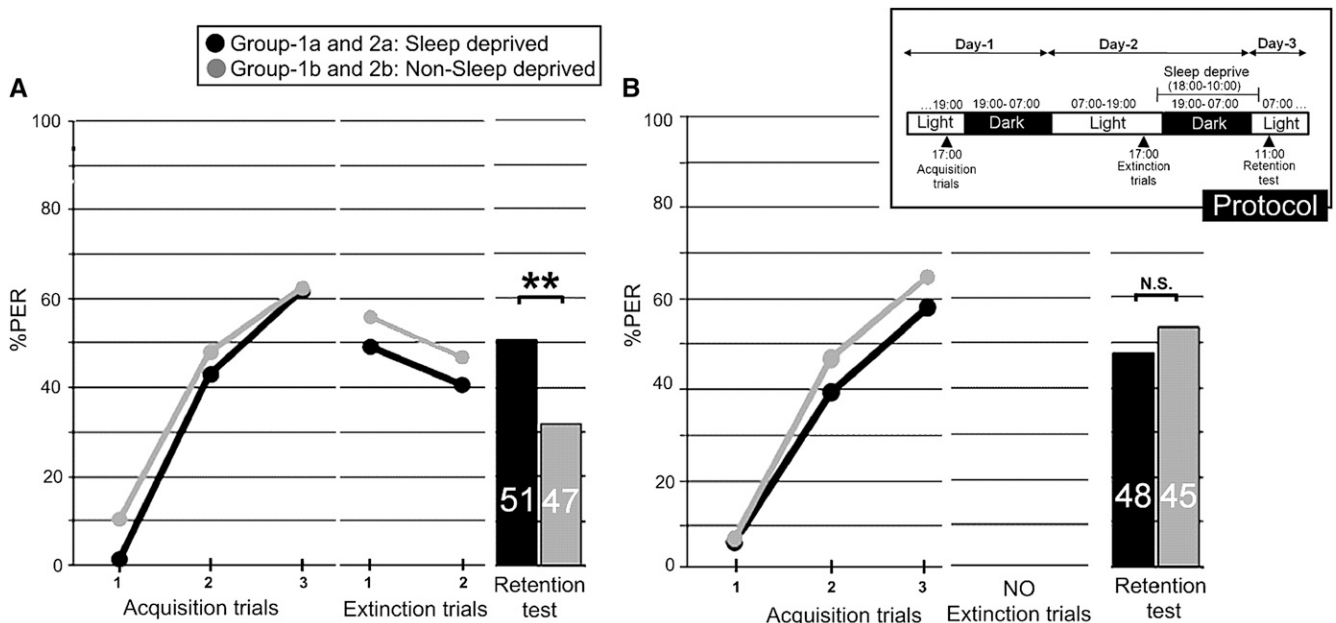 Group-1a and 2a: Sleep deprived
Group-1b and 2b: Non-Sleep deprived
A
%PER
100
80
60
40
20
0
**
51
47
1
2
3
1
2
Acquisition trials
Extinction trials
Retention
test
B
%PER
100
80
60
40
20
0
N.S.
48
45
1
2
3
Acquisition trials
NO
Extinction trials
Retention
test
Day-1
Day-2
Day-3
Sleep deprive
(18:00-10:00)
...19:00
19:00-07:00
07:00-19:00
19:00-07:00
07:00 ...
Light
Dark
Light
Dark
Light
17:00
Acquisition
trials
17:00
Extinction
trials
11:00
Retention
test
Protocol